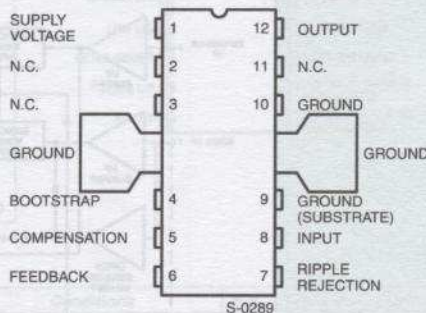 SUPPLY
VOLTAGE
1
12
OUTPUT
N.C.
2
11
N.C.
N.C.
3
10
GROUND
GROUND
GROUND
BOOTSTRAP
4
9
GROUND
(SUBSTRATE)
COMPENSATION
5
8
INPUT
FEEDBACK
6
7
RIPPLE
REJECTION
S-0289